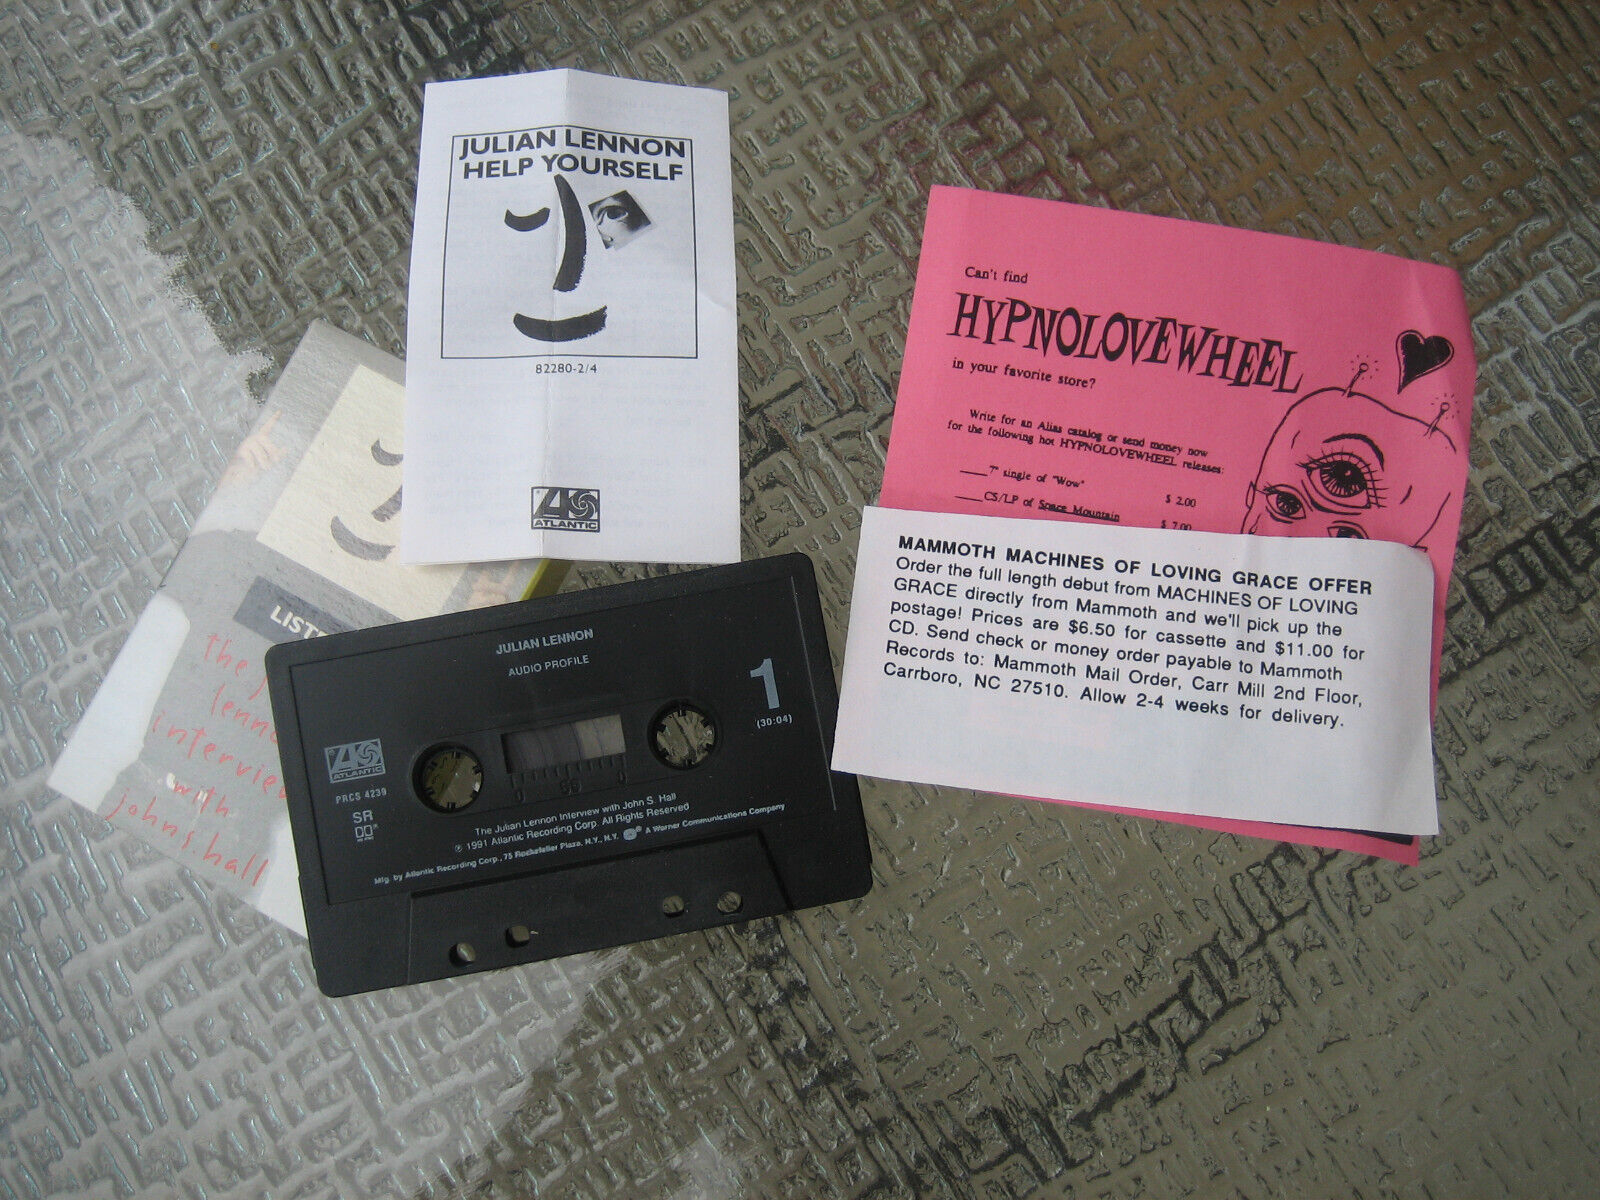 JULIAN LENNON
HELP YOURSELF
82280-2/4
ATLANTIC
the
lenno
interview
with
john s. hall
JULIAN LENNON
AUDIO PROFILE
1
(30:04)
ATLANTIC
PRCS 4239
SR
0 50 0
The Julian Lennon Interview with John S. Hall
℗ 1991 Atlantic Recording Corp. All Rights Reserved
Mfg. by Atlantic Recording Corp., 75 Rockefeller Plaza, N.Y., N.Y. A Warner Communications Company
Can't find
HYPNOLOVEWHEEL
in your favorite store?
Write for an Alias catalog or send money now
for the following hot HYPNOLOVEWHEEL releases:
____7" single of "Wow" $ 2.00
____CS/LP of Space Mountain $ 7.00
MAMMOTH MACHINES OF LOVING GRACE OFFER
Order the full length debut from MACHINES OF LOVING
GRACE directly from Mammoth and we'll pick up the
postage! Prices are $6.50 for cassette and $11.00 for
CD. Send check or money order payable to Mammoth
Records to: Mammoth Mail Order, Carr Mill 2nd Floor,
Carrboro, NC 27510. Allow 2-4 weeks for delivery.